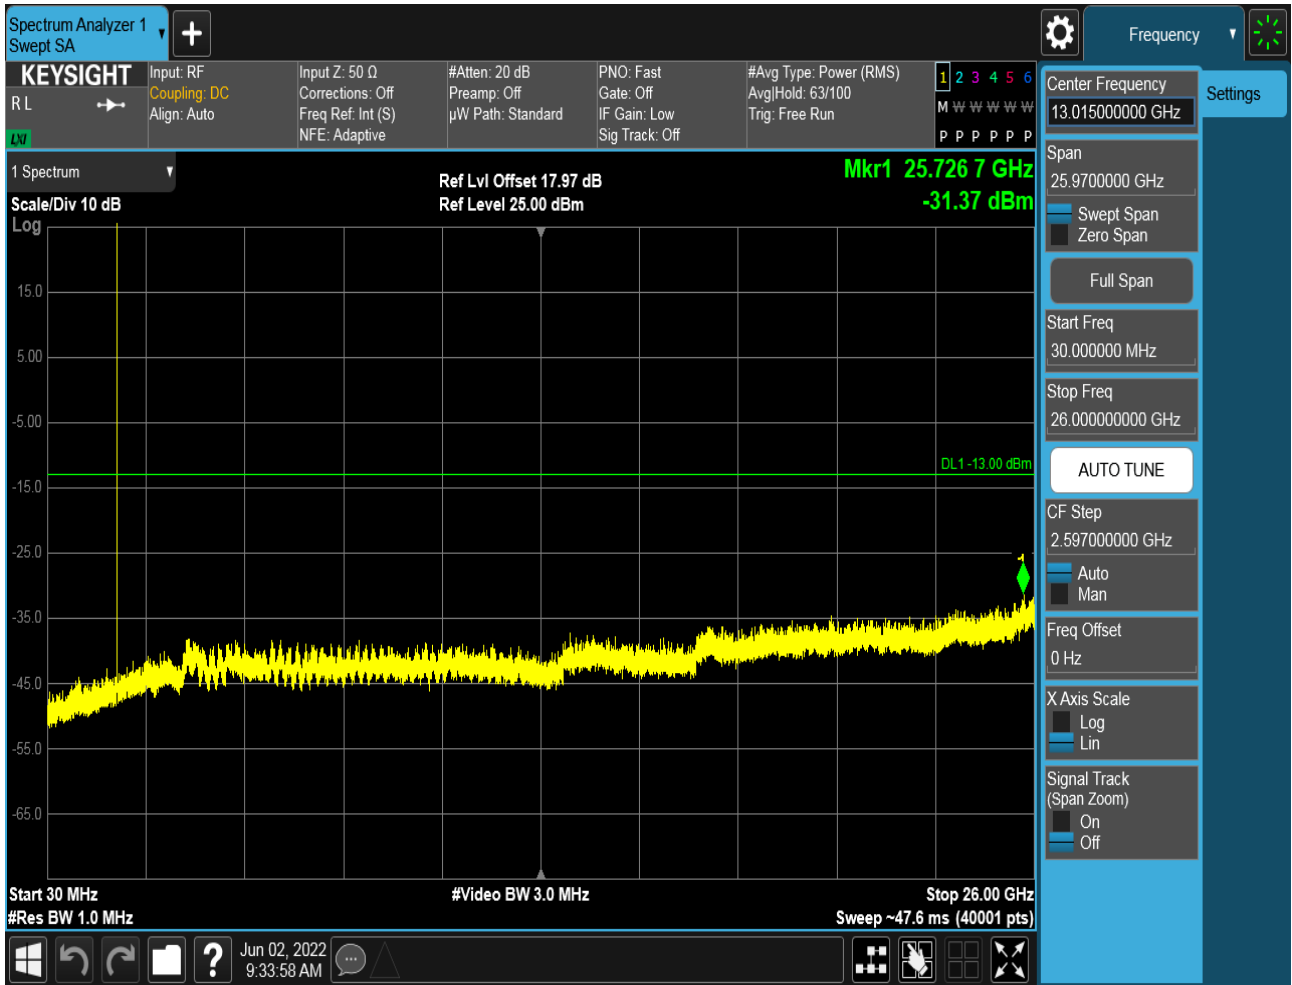 Spectrum Analyzer 1
Swept SA
Frequency
KEYSIGHT
R L
LXI
Input: RF
Coupling: DC
Align: Auto
Input Z: 50 Ω
Corrections: Off
Freq Ref: Int (S)
NFE: Adaptive
#Atten: 20 dB
Preamp: Off
µW Path: Standard
PNO: Fast
Gate: Off
IF Gain: Low
Sig Track: Off
#Avg Type: Power (RMS)
Avg|Hold: 63/100
Trig: Free Run
1 2 3 4 5 6
M W W W W W
P P P P P P
1 Spectrum
Scale/Div 10 dB
Log
Ref Lvl Offset 17.97 dB
Ref Level 25.00 dBm
Mkr1 25.726 7 GHz
-31.37 dBm
15.0
5.00
-5.00
DL1 -13.00 dBm
-15.0
-25.0
1
-35.0
-45.0
-55.0
-65.0
Start 30 MHz
#Res BW 1.0 MHz
#Video BW 3.0 MHz
Stop 26.00 GHz
Sweep ~47.6 ms (40001 pts)
Center Frequency
13.015000000 GHz
Settings
Span
25.9700000 GHz
Swept Span
Zero Span
Full Span
Start Freq
30.000000 MHz
Stop Freq
26.000000000 GHz
AUTO TUNE
CF Step
2.597000000 GHz
Auto
Man
Freq Offset
0 Hz
X Axis Scale
Log
Lin
Signal Track
(Span Zoom)
On
Off
?
Jun 02, 2022
9:33:58 AM